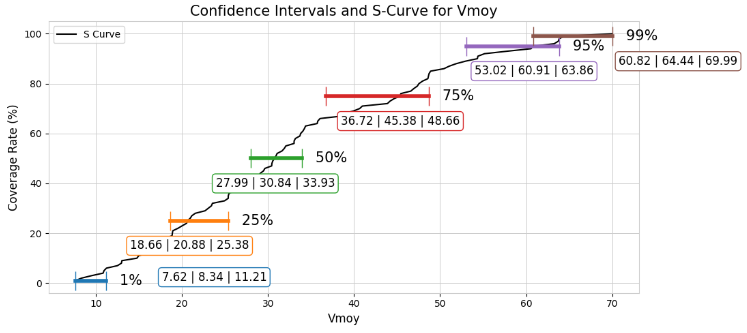 Confidence Intervals and S-Curve for Vmoy
S Curve
100
80
60
40
20
0
Coverage Rate (%)
99%
60.82 | 64.44 | 69.99
95%
53.02 | 60.91 | 63.86
75%
36.72 | 45.38 | 48.66
50%
27.99 | 30.84 | 33.93
25%
18.66 | 20.88 | 25.38
1%
7.62 | 8.34 | 11.21
10 20 30 40 50 60 70
Vmoy